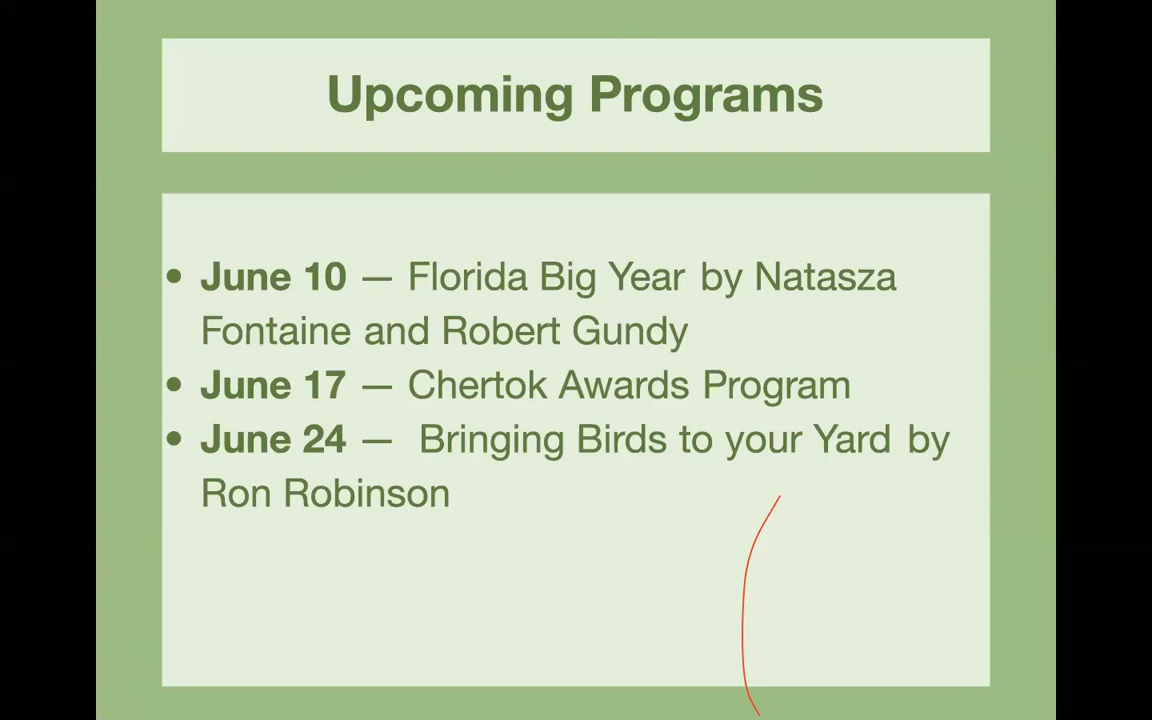 Upcoming Programs
• June 10 — Florida Big Year by Natasza
Fontaine and Robert Gundy
• June 17 — Chertok Awards Program
• June 24 —  Bringing Birds to your Yard by
Ron Robinson